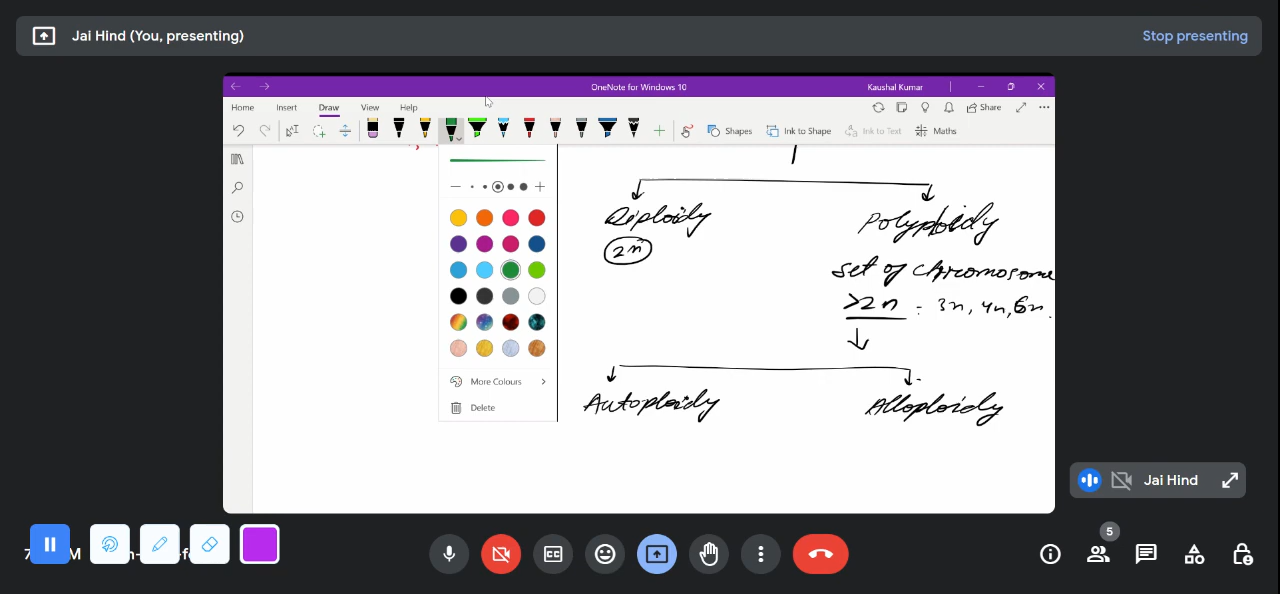 Jai Hind (You, presenting)
Stop presenting
OneNote for Windows 10
Kaushal Kumar
Home Insert Draw View Help
Share
Shapes Ink to Shape Ink to Text Maths
Diploidy Polyploidy
2n
set of chromosome
>2n : 3n, 4n, 6n.
Autoploidy Alloploidy
More Colours
Delete
Jai Hind
5